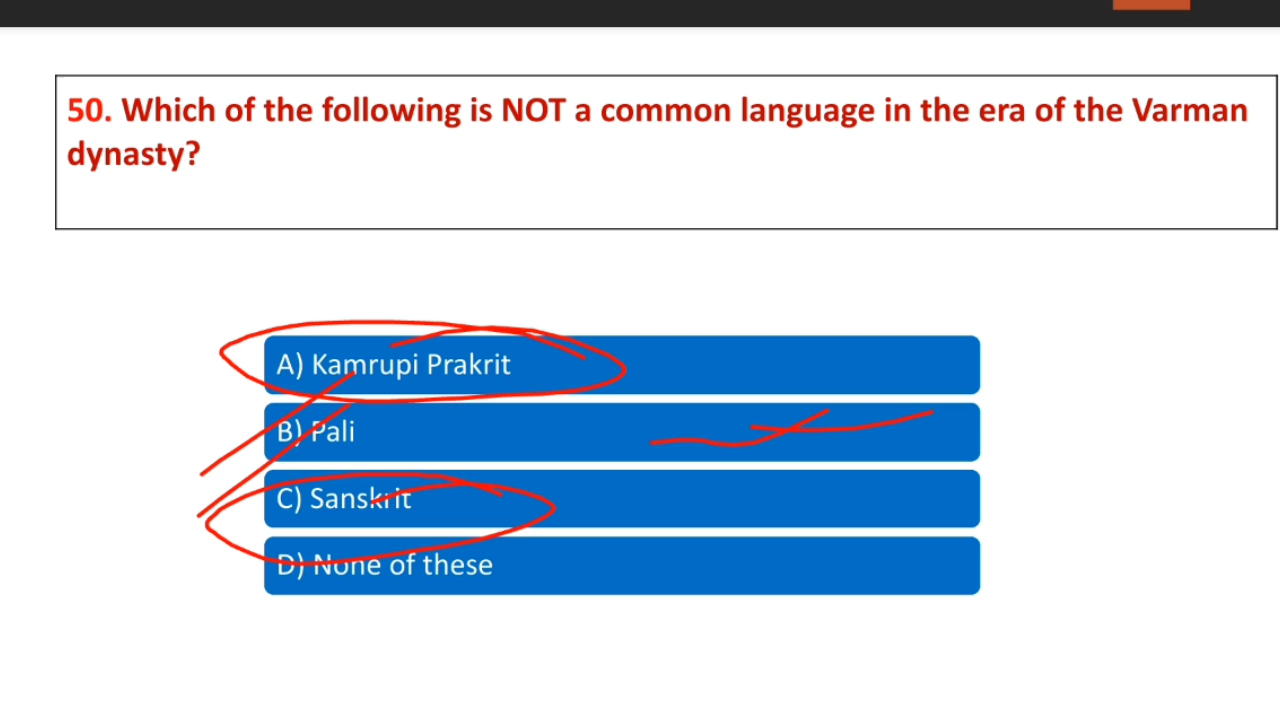 50. Which of the following is NOT a common language in the era of the Varman
dynasty?
A) Kamrupi Prakrit
B) Pali
C) Sanskrit
D) None of these